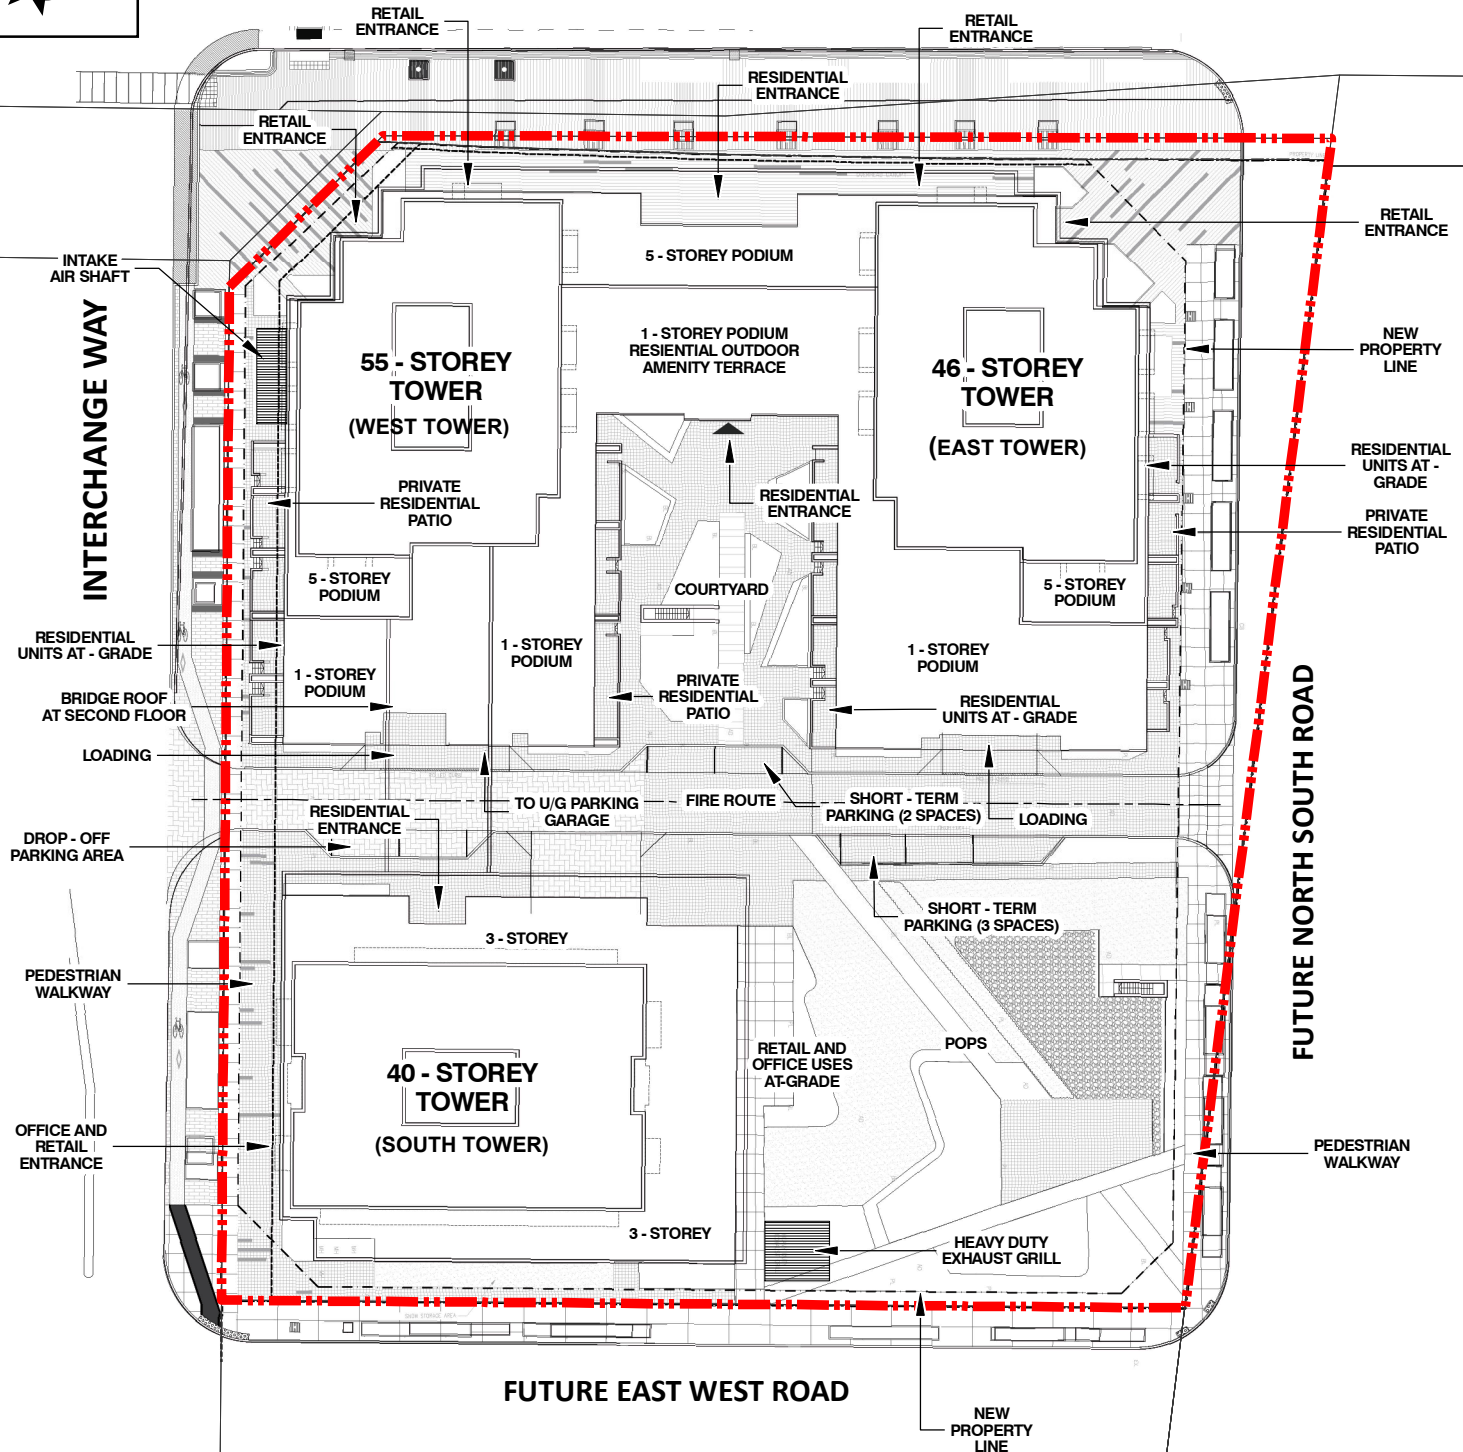 RETAIL
ENTRANCE
RETAIL
ENTRANCE
RESIDENTIAL
ENTRANCE
RETAIL
ENTRANCE
RETAIL
ENTRANCE
INTAKE
AIR SHAFT
5 - STOREY PODIUM
1 - STOREY PODIUM
RESIENTIAL OUTDOOR
AMENITY TERRACE
55 - STOREY
TOWER
(WEST TOWER)
46 - STOREY
TOWER
(EAST TOWER)
NEW
PROPERTY
LINE
INTERCHANGE WAY
RESIDENTIAL
UNITS AT -
GRADE
PRIVATE
RESIDENTIAL
PATIO
RESIDENTIAL
ENTRANCE
PRIVATE
RESIDENTIAL
PATIO
5 - STOREY
PODIUM
COURTYARD
5 - STOREY
PODIUM
RESIDENTIAL
UNITS AT - GRADE
1 - STOREY
PODIUM
1 - STOREY
PODIUM
1 - STOREY
PODIUM
BRIDGE ROOF
AT SECOND FLOOR
PRIVATE
RESIDENTIAL
PATIO
RESIDENTIAL
UNITS AT - GRADE
LOADING
FUTURE NORTH SOUTH ROAD
RESIDENTIAL
ENTRANCE
TO U/G PARKING
GARAGE
FIRE ROUTE
SHORT - TERM
PARKING (2 SPACES)
LOADING
DROP - OFF
PARKING AREA
SHORT - TERM
PARKING (3 SPACES)
3 - STOREY
PEDESTRIAN
WALKWAY
40 - STOREY
TOWER
(SOUTH TOWER)
RETAIL AND
OFFICE USES
AT-GRADE
POPS
OFFICE AND
RETAIL
ENTRANCE
PEDESTRIAN
WALKWAY
3 - STOREY
HEAVY DUTY
EXHAUST GRILL
FUTURE EAST WEST ROAD
NEW
PROPERTY
LINE